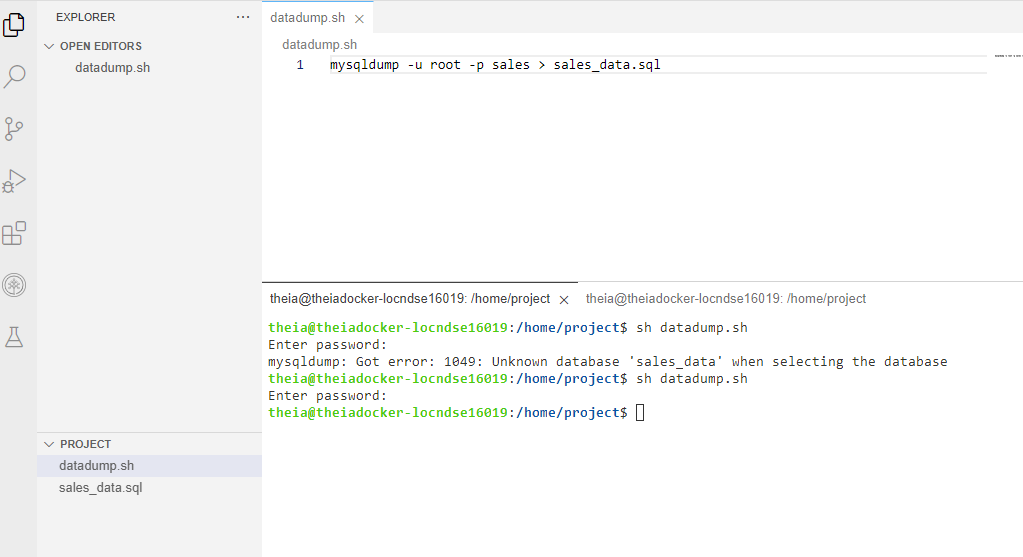 EXPLORER ...
OPEN EDITORS
datadump.sh
PROJECT
datadump.sh
sales_data.sql
datadump.sh
datadump.sh
1 mysqldump -u root -p sales > sales_data.sql
theia@theiadocker-locndse16019: /home/project theia@theiadocker-locndse16019: /home/project
theia@theiadocker-locndse16019:/home/project$ sh datadump.sh
Enter password:
mysqldump: Got error: 1049: Unknown database 'sales_data' when selecting the database
theia@theiadocker-locndse16019:/home/project$ sh datadump.sh
Enter password:
theia@theiadocker-locndse16019:/home/project$